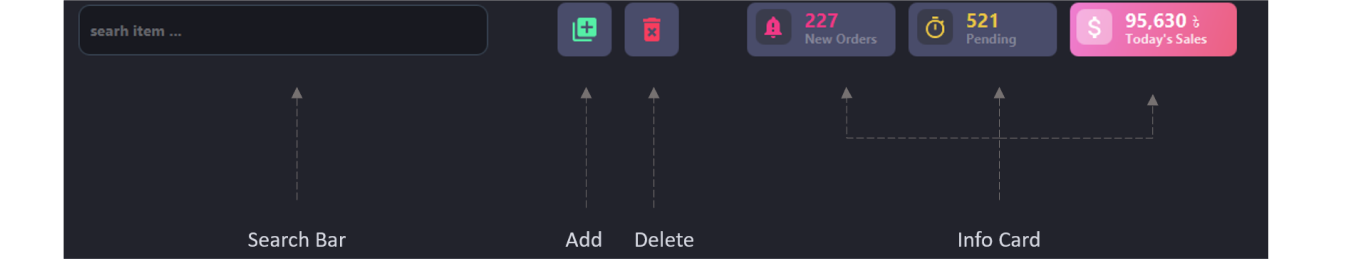 searh item ...
227
New Orders
521
Pending
$
95,630 ৳
Today's Sales
Search Bar
Add
Delete
Info Card